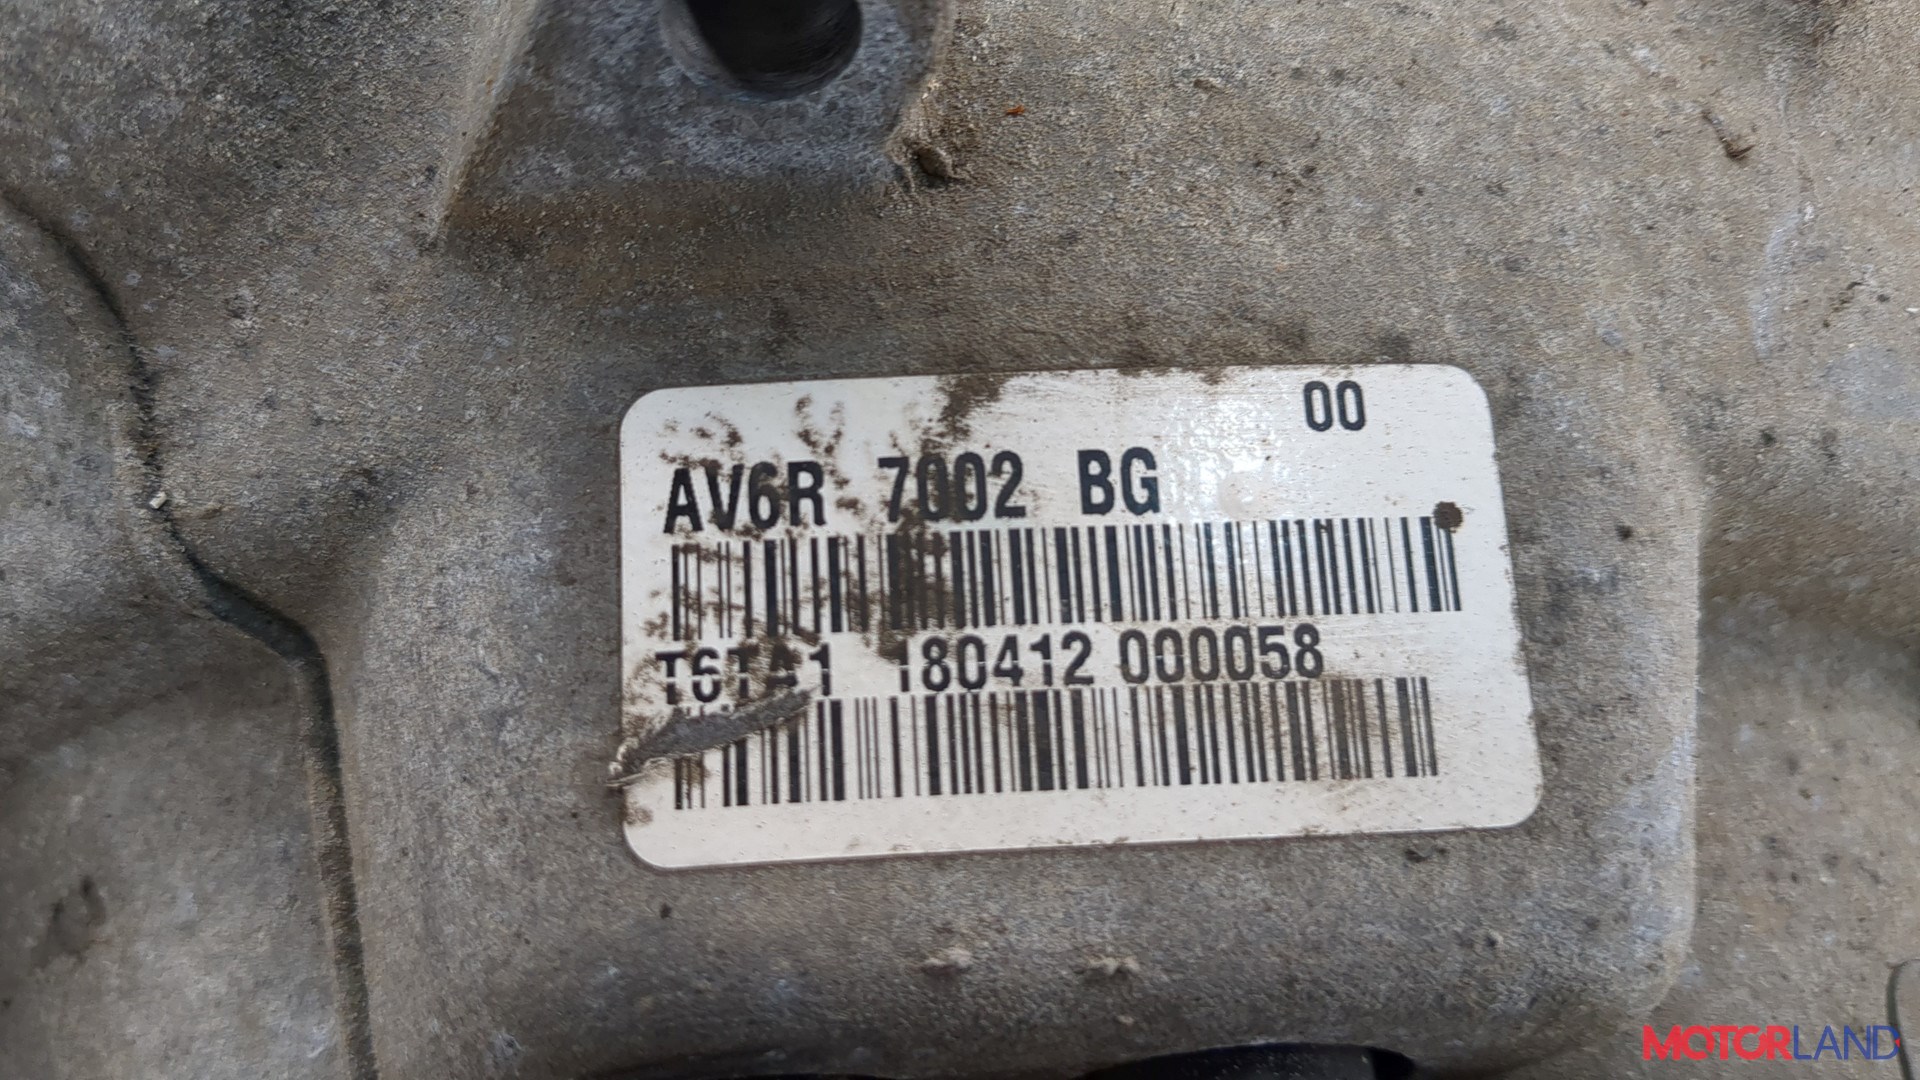 00
AV6R 7002 BG
T6TA1 180412 000058
MOTORLAND